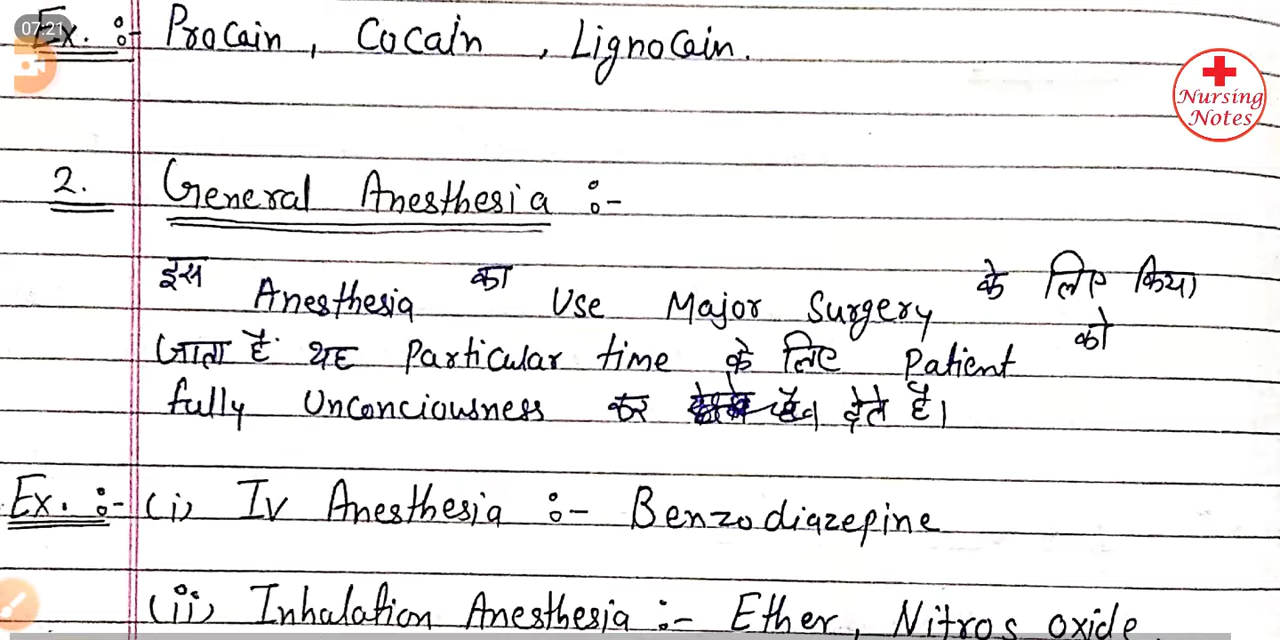 07:21
Ex. :- Procain, Cocain, Lignocain.
Nursing
Notes
2. General Anesthesia :-
इस Anesthesia का Use Major Surgery के लिए किया
जाता है. यह Particular time के लिए Patient को
fully Unconciousness कर देते है।
Ex. :- (i) Iv Anesthesia :- Benzodiazepine
(ii) Inhalation Anesthesia :- Ether, Nitros oxide